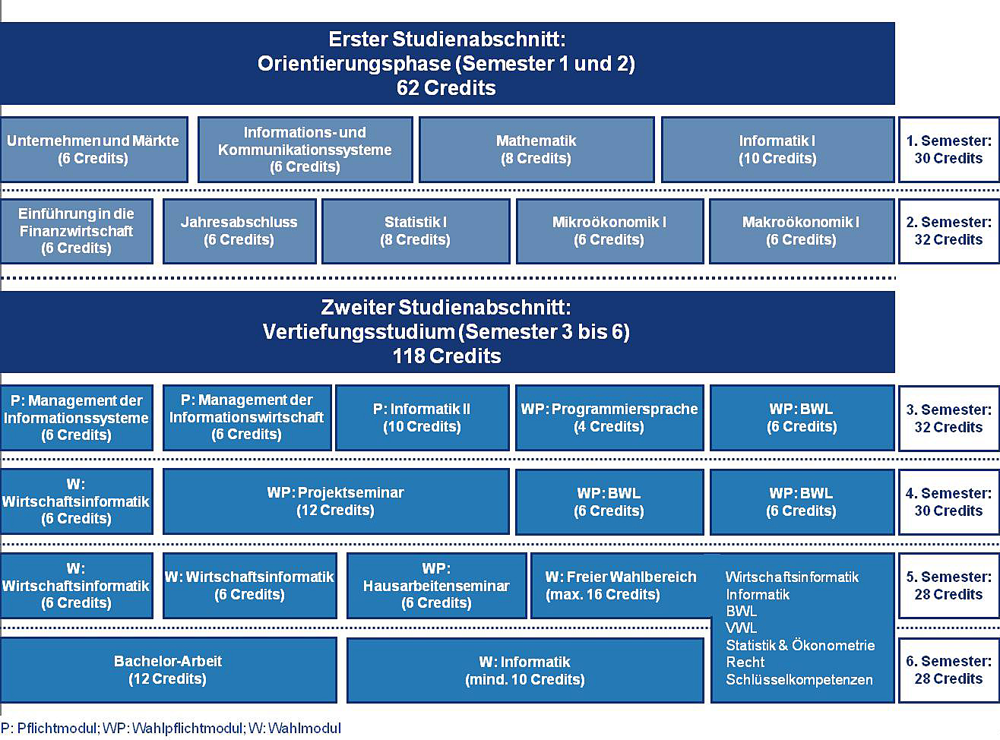 Erster Studienabschnitt:
Orientierungsphase (Semester 1 und 2)
62 Credits
Unternehmen und Märkte
(6 Credits)
Informations- und
Kommunikationssysteme
(6 Credits)
Mathematik
(8 Credits)
Informatik I
(10 Credits)
1. Semester:
30 Credits
Einführung in die
Finanzwirtschaft
(6 Credits)
Jahresabschluss
(6 Credits)
Statistik I
(8 Credits)
Mikroökonomik I
(6 Credits)
Makroökonomik I
(6 Credits)
2. Semester:
32 Credits
Zweiter Studienabschnitt:
Vertiefungsstudium (Semester 3 bis 6)
118 Credits
P: Management der
Informationssysteme
(6 Credits)
P: Management der
Informationswirtschaft
(6 Credits)
P: Informatik II
(10 Credits)
WP: Programmiersprache
(4 Credits)
WP: BWL
(6 Credits)
3. Semester:
32 Credits
W:
Wirtschaftsinformatik
(6 Credits)
WP: Projektseminar
(12 Credits)
WP: BWL
(6 Credits)
WP: BWL
(6 Credits)
4. Semester:
30 Credits
W:
Wirtschaftsinformatik
(6 Credits)
W: Wirtschaftsinformatik
(6 Credits)
WP:
Hausarbeitenseminar
(6 Credits)
W: Freier Wahlbereich
(max. 16 Credits)
Wirtschaftsinformatik
Informatik
BWL
VWL
Statistik & Ökonometrie
Recht
Schlüsselkompetenzen
5. Semester:
28 Credits
Bachelor-Arbeit
(12 Credits)
W: Informatik
(mind. 10 Credits)
6. Semester:
28 Credits
P: Pflichtmodul; WP: Wahlpflichtmodul; W: Wahlmodul